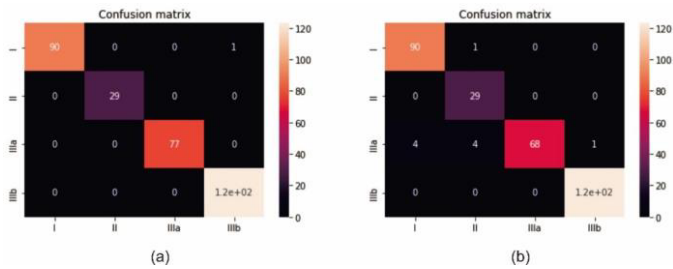 Confusion matrix
I 90 0 0 1
II 0 29 0 0
IIIa 0 0 77 0
IIIb 0 0 0 1.2e+02
I II IIIa IIIb
120
100
80
60
40
20
0
(a)
Confusion matrix
I 90 1 0 0
II 0 29 0 0
IIIa 4 4 68 1
IIIb 0 0 0 1.2e+02
I II IIIa IIIb
120
100
80
60
40
20
0
(b)